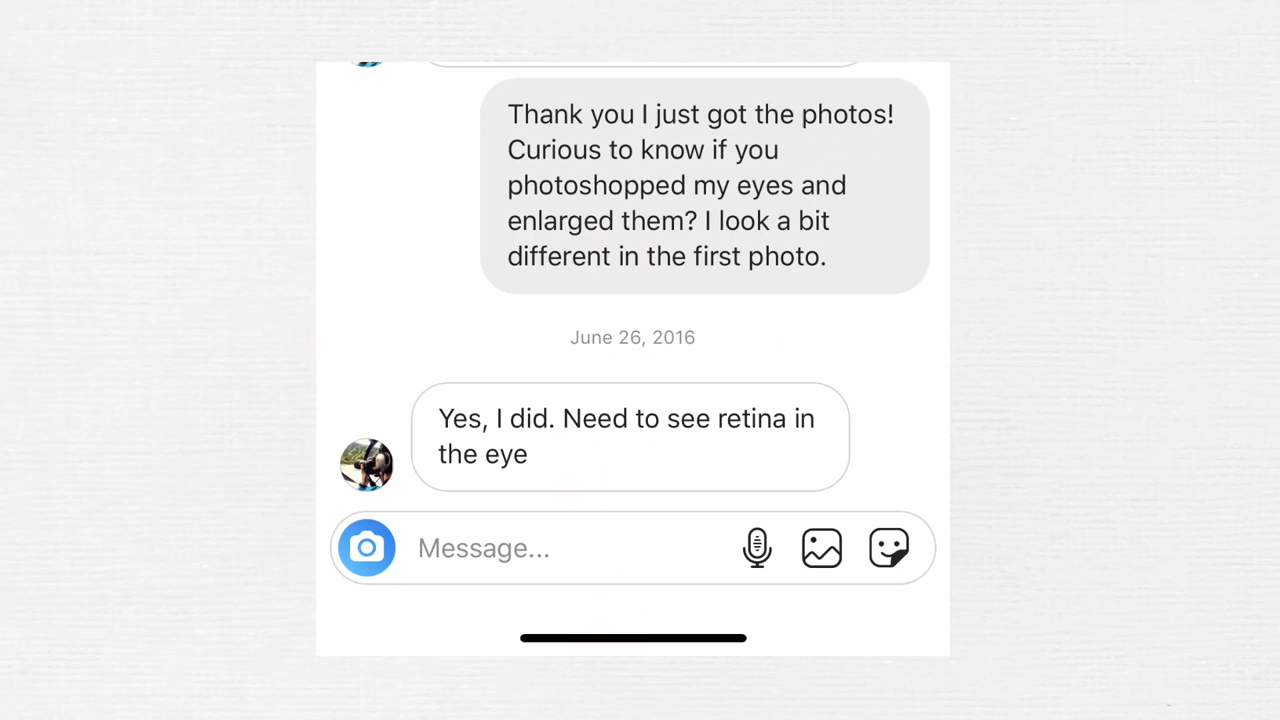 Thank you I just got the photos!
Curious to know if you
photoshopped my eyes and
enlarged them? I look a bit
different in the first photo.
June 26, 2016
Yes, I did. Need to see retina in
the eye
Message...